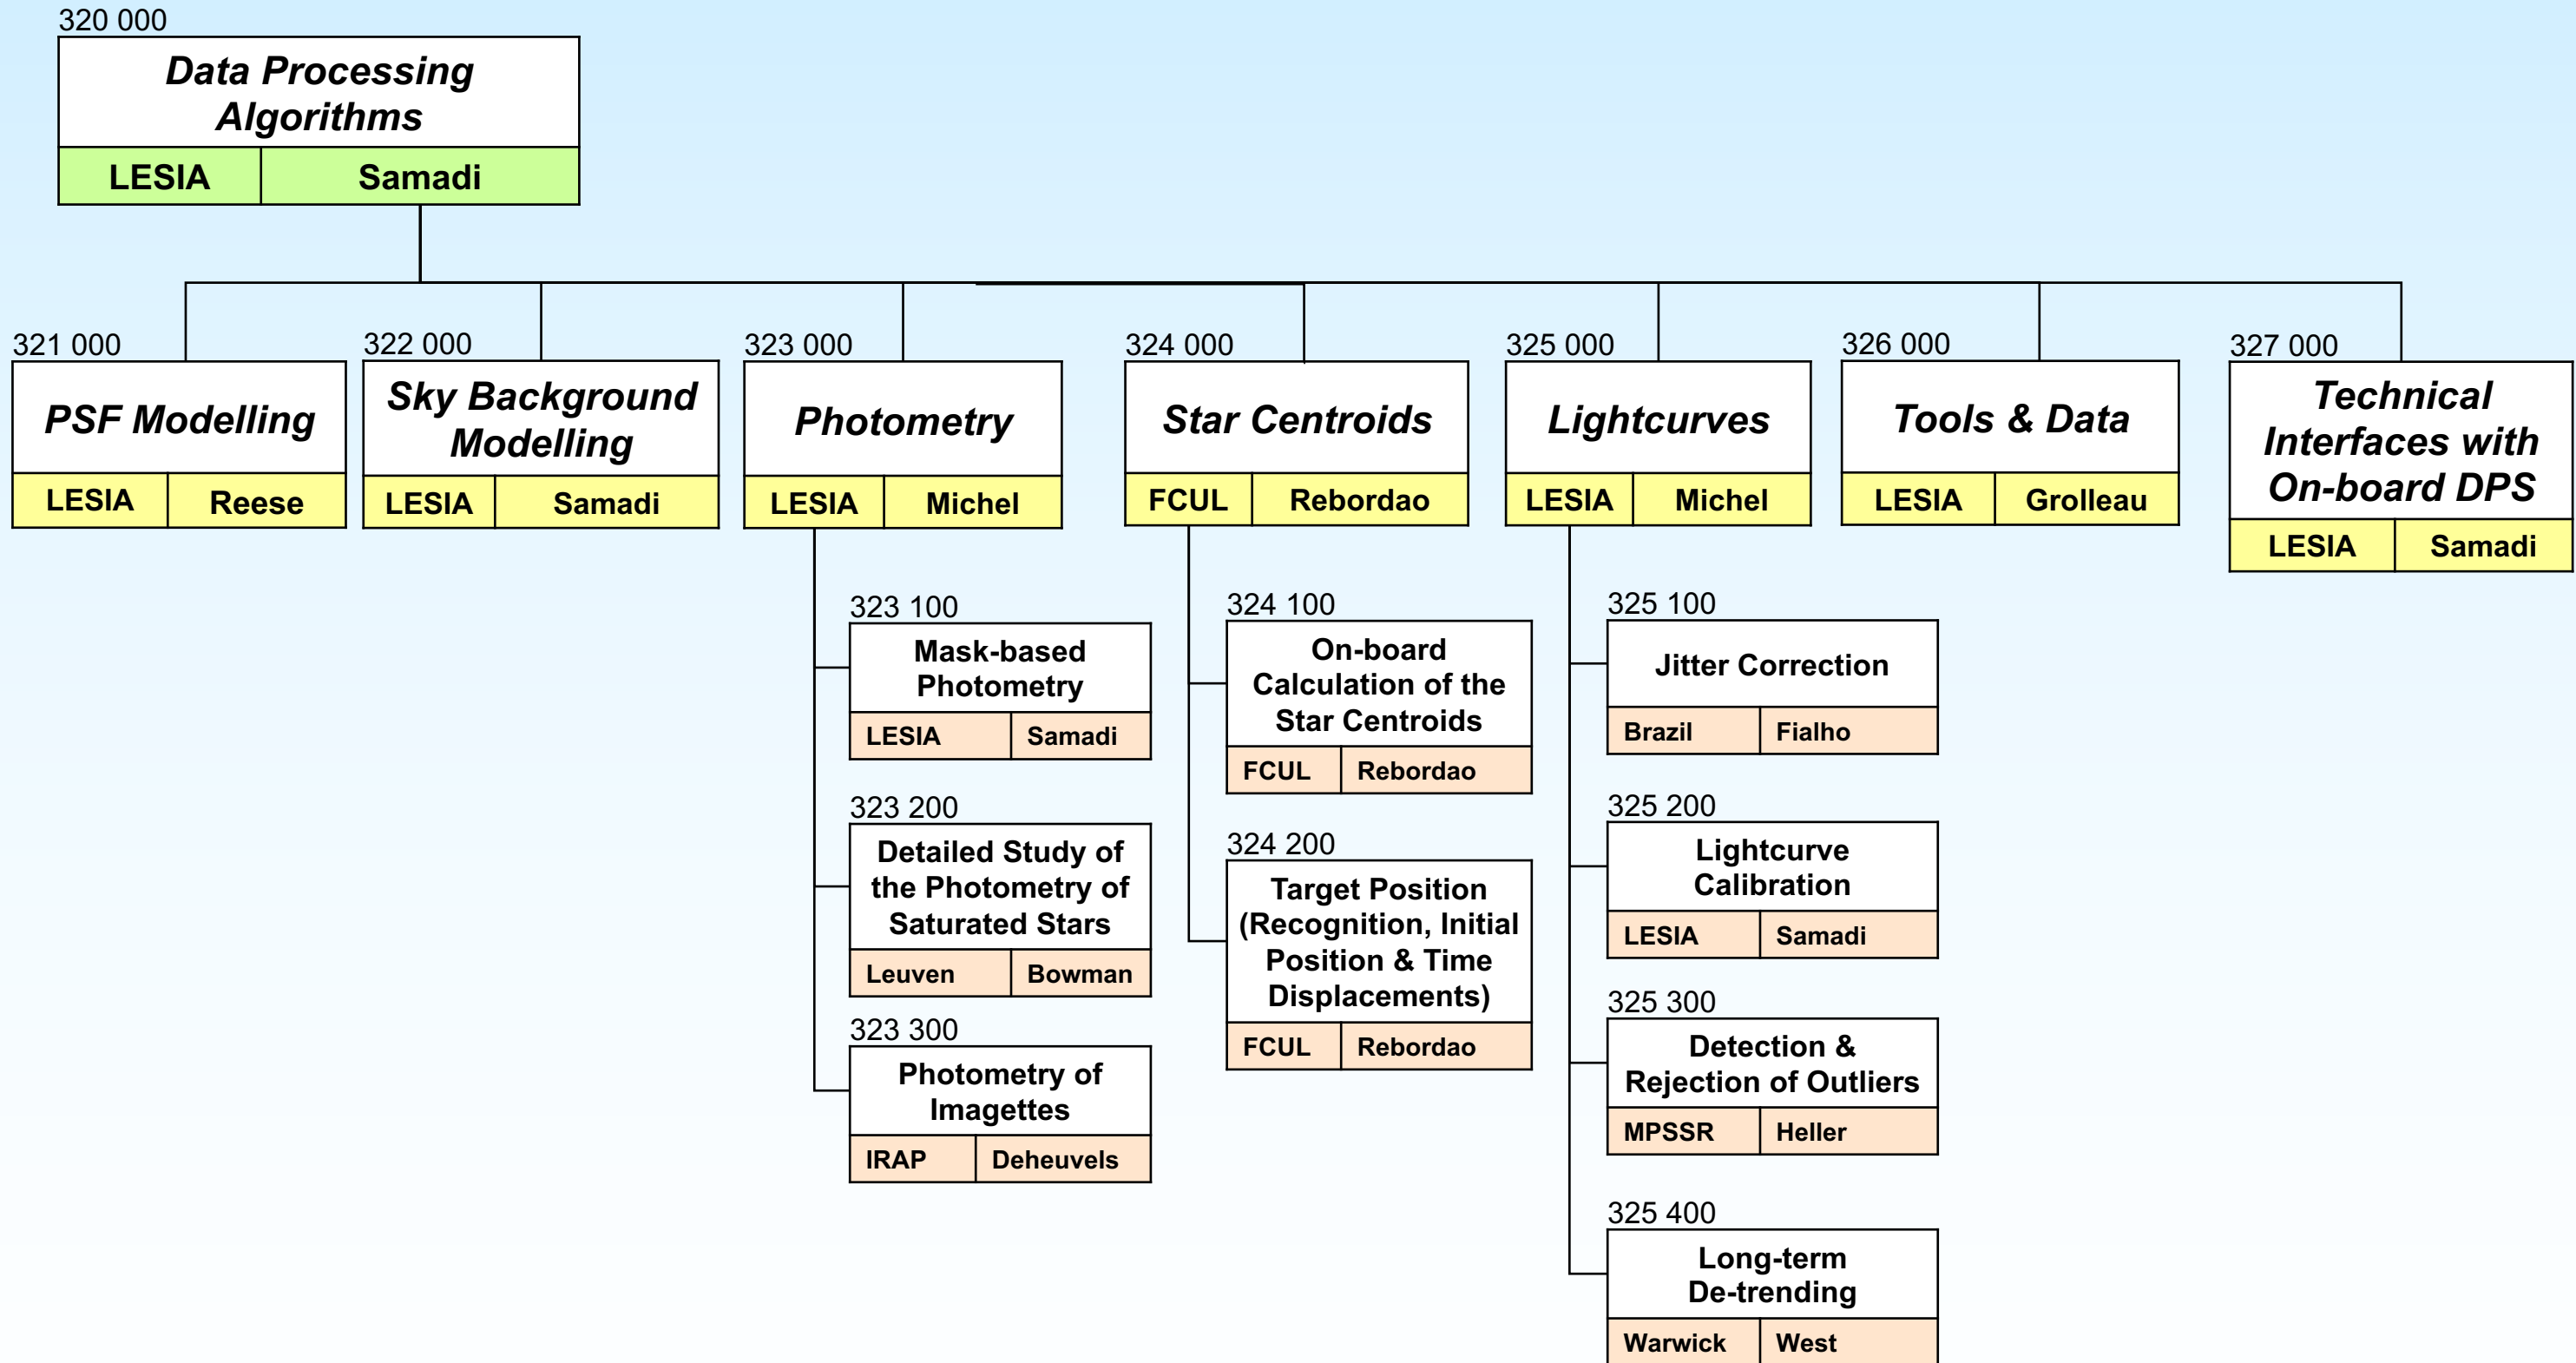 320 000
Data Processing
Algorithms
LESIA Samadi
321 000
PSF Modelling
LESIA Reese
322 000
Sky Background
Modelling
LESIA Samadi
323 000
Photometry
LESIA Michel
324 000
Star Centroids
FCUL Rebordao
325 000
Lightcurves
LESIA Michel
326 000
Tools & Data
LESIA Grolleau
327 000
Technical
Interfaces with
On-board DPS
LESIA Samadi
323 100
Mask-based
Photometry
LESIA Samadi
323 200
Detailed Study of
the Photometry of
Saturated Stars
Leuven Bowman
323 300
Photometry of
Imagettes
IRAP Deheuvels
324 100
On-board
Calculation of the
Star Centroids
FCUL Rebordao
324 200
Target Position
(Recognition, Initial
Position & Time
Displacements)
FCUL Rebordao
325 100
Jitter Correction
Brazil Fialho
325 200
Lightcurve
Calibration
LESIA Samadi
325 300
Detection &
Rejection of Outliers
MPSSR Heller
325 400
Long-term
De-trending
Warwick West